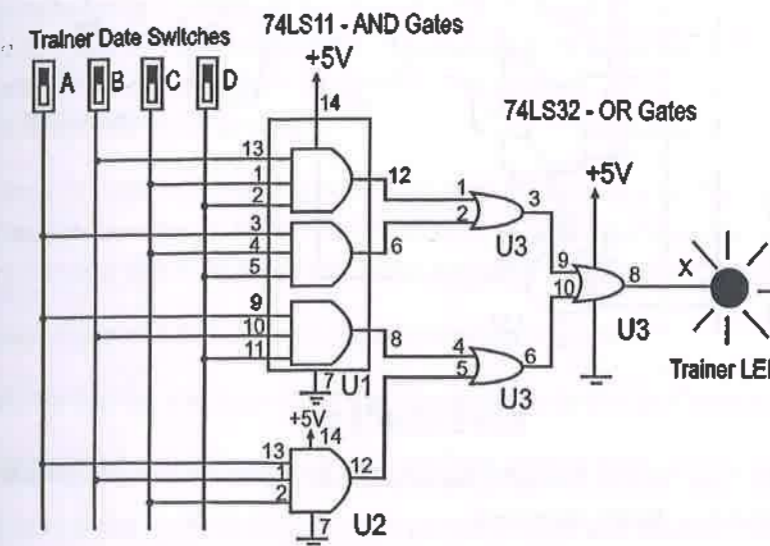 74LS11 - AND Gates
Trainer Date Switches
+5V
A B C D
14
74LS32 - OR Gates
13
1
2
12
+5V
1
2
3
3
4
5
6
U3
9
10
8
X
9
10
11
8
U3
4
5
6
Trainer LE
7
U1
U3
+5V
14
13
1
2
12
7
U2